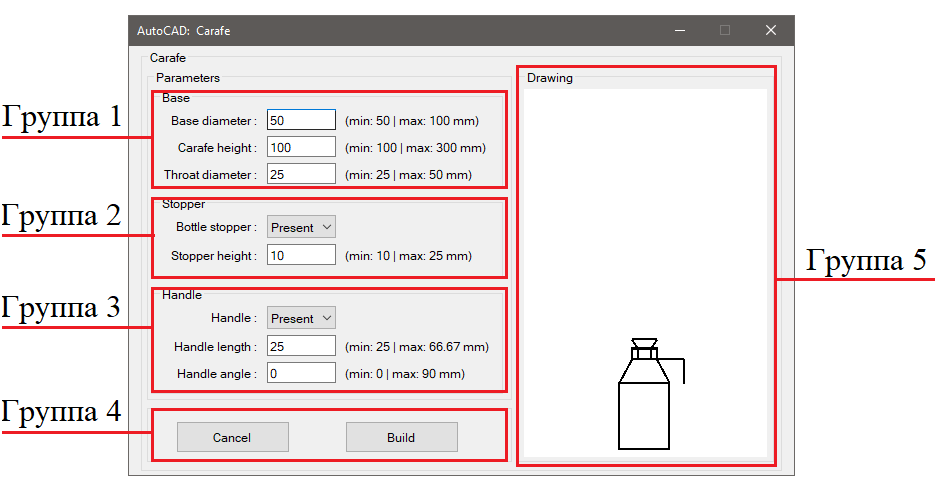 AutoCAD: Carafe
Carafe
Parameters
Drawing
Группа 1
Base
Base diameter : 50 (min: 50 | max: 100 mm)
Carafe height : 100 (min: 100 | max: 300 mm)
Throat diameter : 25 (min: 25 | max: 50 mm)
Группа 2
Stopper
Bottle stopper : Present
Stopper height : 10 (min: 10 | max: 25 mm)
Группа 3
Handle
Handle : Present
Handle length : 25 (min: 25 | max: 66.67 mm)
Handle angle : 0 (min: 0 | max: 90 mm)
Группа 4
Cancel
Build
Группа 5